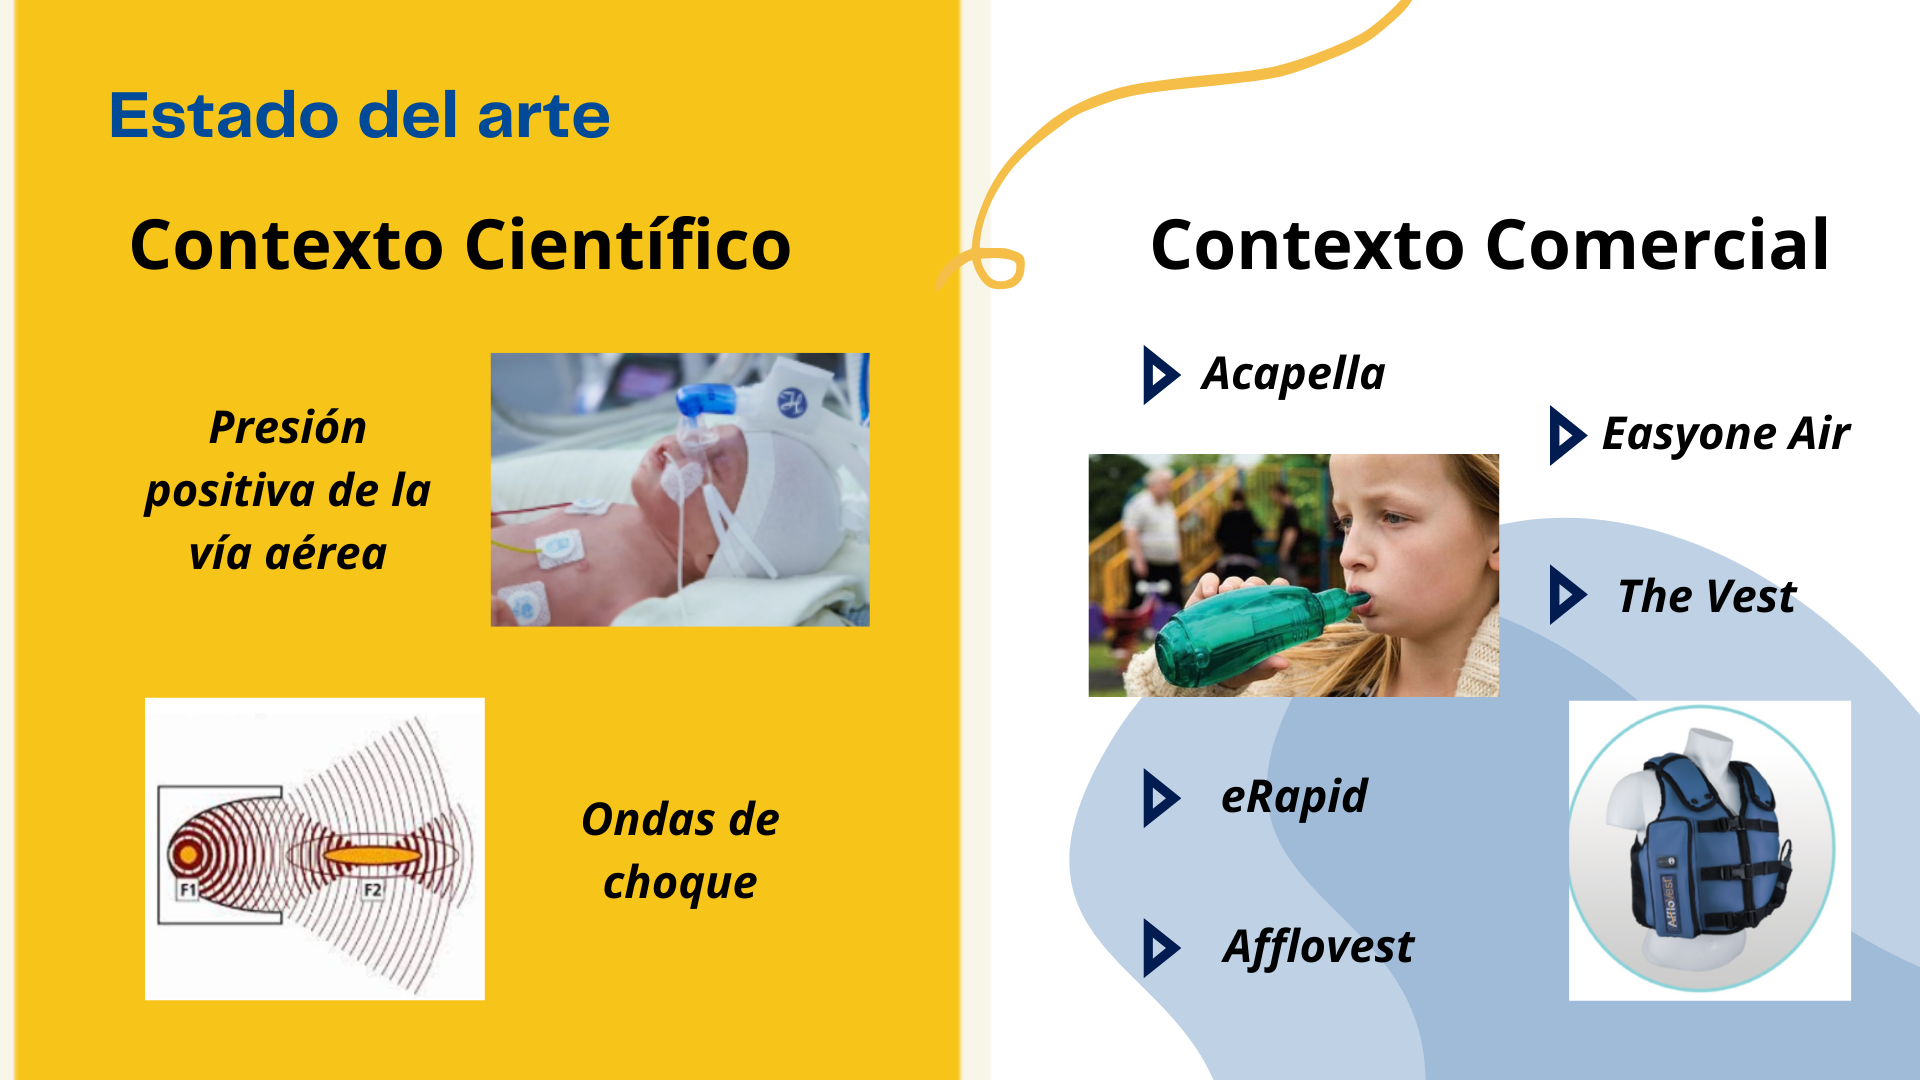 Estado del arte
Contexto Científico
Presión
positiva de la
vía aérea
F1
F2
Ondas de
choque
Contexto Comercial
Acapella
Easyone Air
The Vest
eRapid
Afflovest
Afflovest